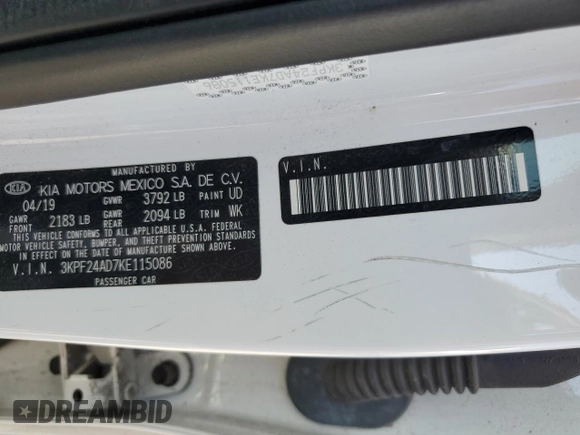 3KPF24AD7KE115086
MANUFACTURED BY
KIA KIA MOTORS MEXICO S.A. DE C.V.
04/19 GVWR 3792 LB PAINT UD
GAWR FRONT 2183 LB GAWR REAR 2094 LB TRIM WK
THIS VEHICLE CONFORMS TO ALL APPLICABLE U.S. FEDERAL
MOTOR VEHICLE SAFETY, BUMPER, AND THEFT PREVENTION
STANDARDS IN EFFECT ON THE DATE OF MANUFACTURE SHOWN ABOVE.
V.I.N. 3KPF24AD7KE115086
PASSENGER CAR
V.I.N.
DREAMBID